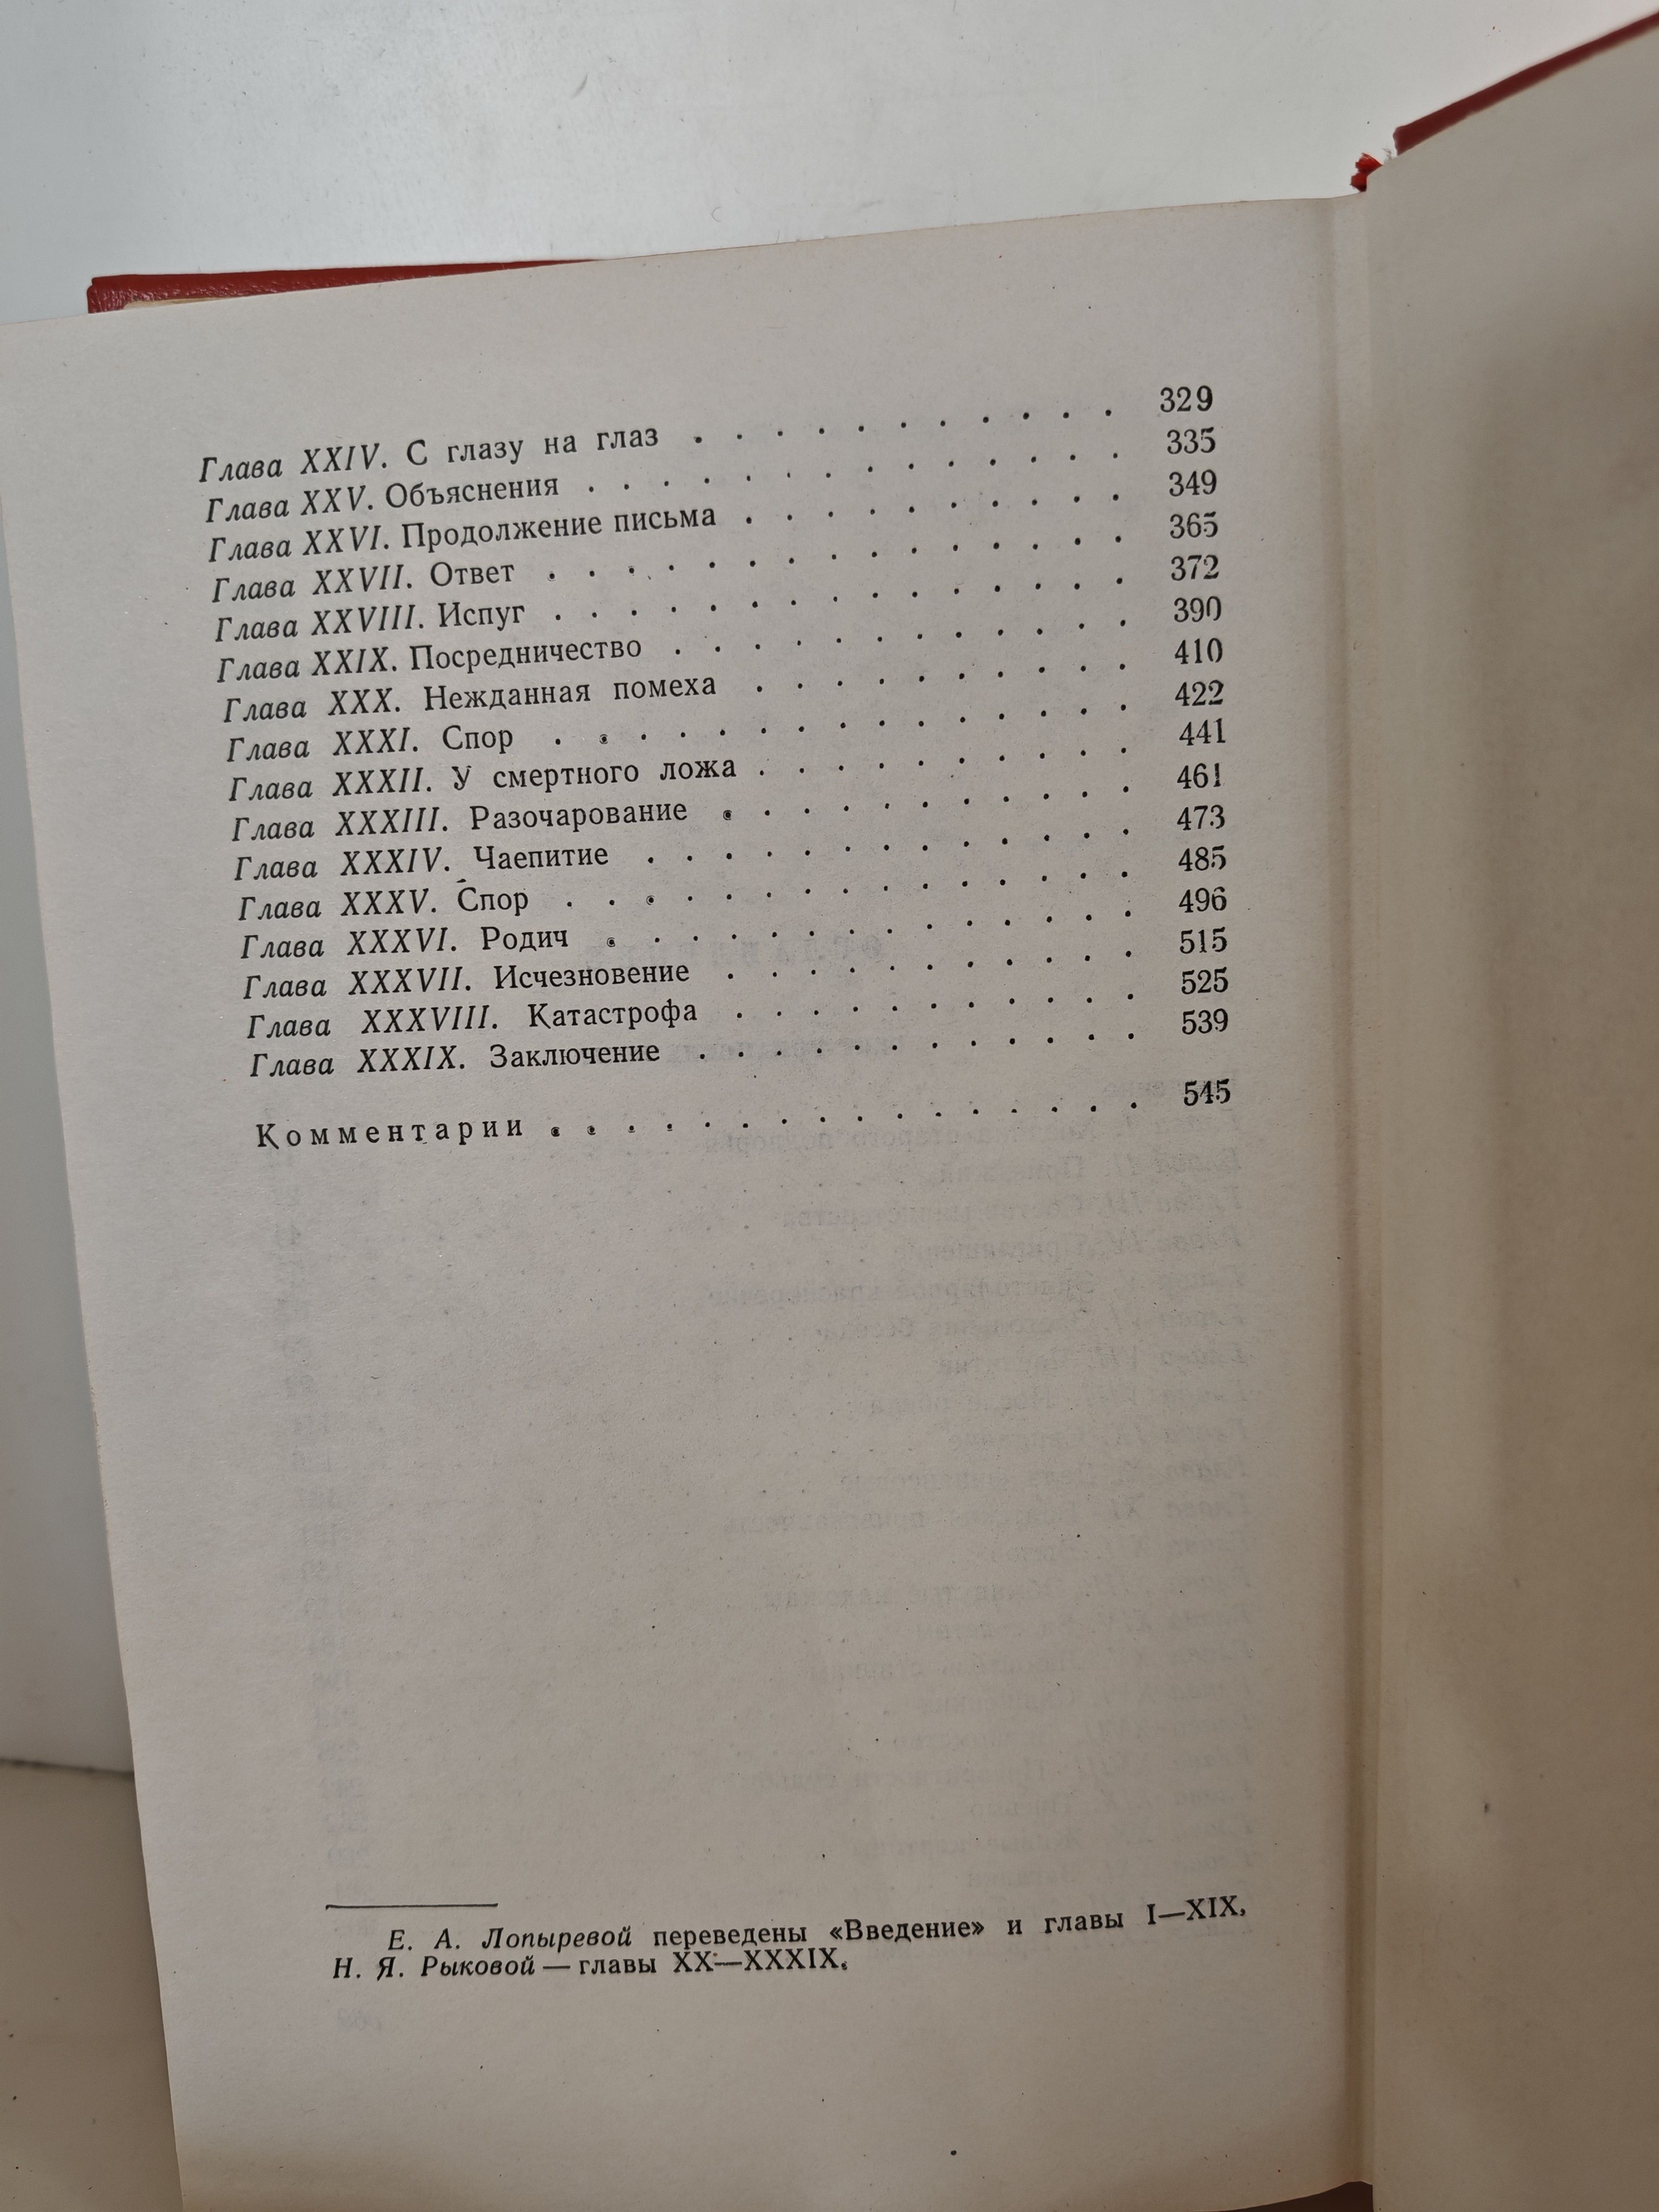 Глава XXIV. С глазу на глаз . . . . . . . . . . . 329
Глава XXV. Объяснения . . . . . . . . . . . . . . 335
Глава XXVI. Продолжение письма . . . . . . . . . . 349
Глава XXVII. Ответ . . . . . . . . . . . . . . . 365
Глава XXVIII. Испуг . . . . . . . . . . . . . . . 372
Глава XXIX. Посредничество . . . . . . . . . . . . 390
Глава XXX. Нежданная помеха . . . . . . . . . . 410
Глава XXXI. Спор . . . . . . . . . . . . . . . 422
Глава XXXII. У смертного ложа . . . . . . . . . . 441
Глава XXXIII. Разочарование . . . . . . . . . . . 461
Глава XXXIV. Чаепитие . . . . . . . . . . . . . 473
Глава XXXV. Спор . . . . . . . . . . . . . . . 485
Глава XXXVI. Родич . . . . . . . . . . . . . . 496
Глава XXXVII. Исчезновение . . . . . . . . . . . 515
Глава XXXVIII. Катастрофа . . . . . . . . . . . 525
Глава XXXIX. Заключение . . . . . . . . . . . . 539
Комментарии . . . . . . . . . . . . . . . . 545
Е. А. Лопыревой переведены «Введение» и главы I—XIX,
Н. Я. Рыковой — главы XX—XXXIX.